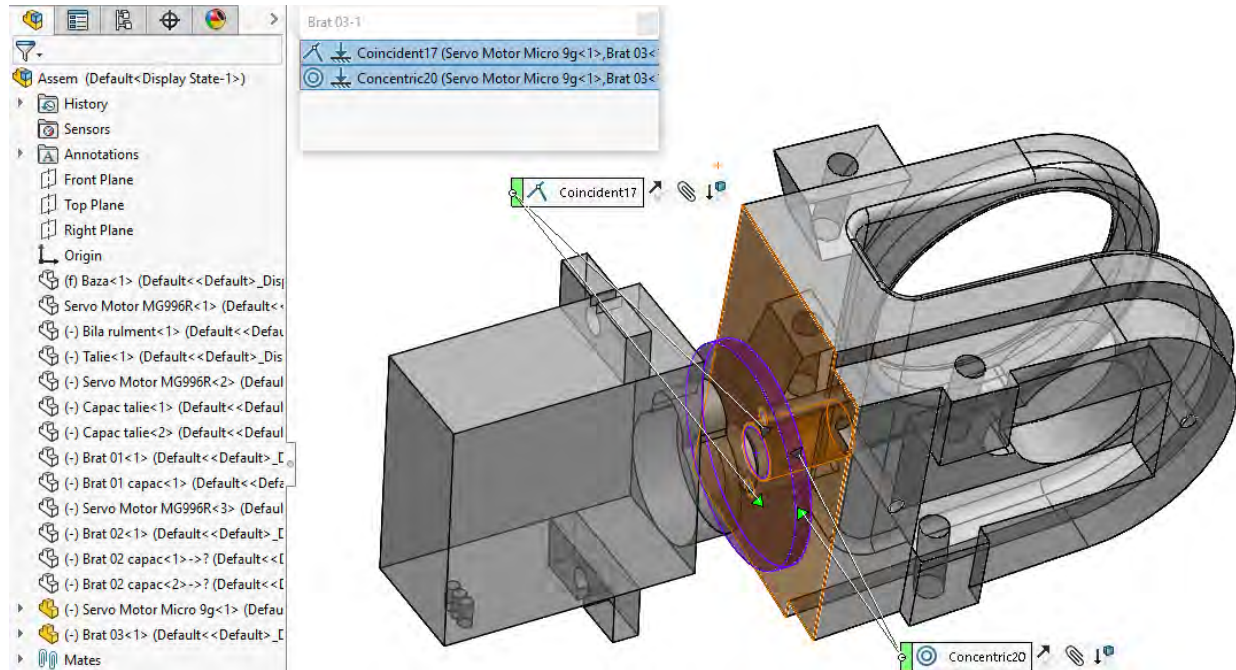 Brat 03-1
Coincident17 (Servo Motor Micro 9g<1>,Brat 03<
Concentric20 (Servo Motor Micro 9g<1>,Brat 03<
Assem (Default<Display State-1>)
History
Sensors
A Annotations
Front Plane
Top Plane
Right Plane
Origin
(f) Baza<1> (Default<<Default>_Disp
Servo Motor MG996R<1> (Default<
(-) Bila rulment<1> (Default<<Defau
(-) Talie<1> (Default<<Default>_Dis
(-) Servo Motor MG996R<2> (Defaul
(-) Capac talie<1> (Default<<Defaul
(-) Capac talie<2> (Default<<Defaul
(-) Brat 01<1> (Default<<Default>_D
(-) Brat 01 capac<1> (Default<<Defa
(-) Servo Motor MG996R<3> (Defaul
(-) Brat 02<1> (Default<<Default>_D
(-) Brat 02 capac<1>->? (Default<<D
(-) Brat 02 capac<2>->? (Default<<D
(-) Servo Motor Micro 9g<1> (Defau
(-) Brat 03<1> (Default<<Default>_D
Mates
Coincident17
Concentric20